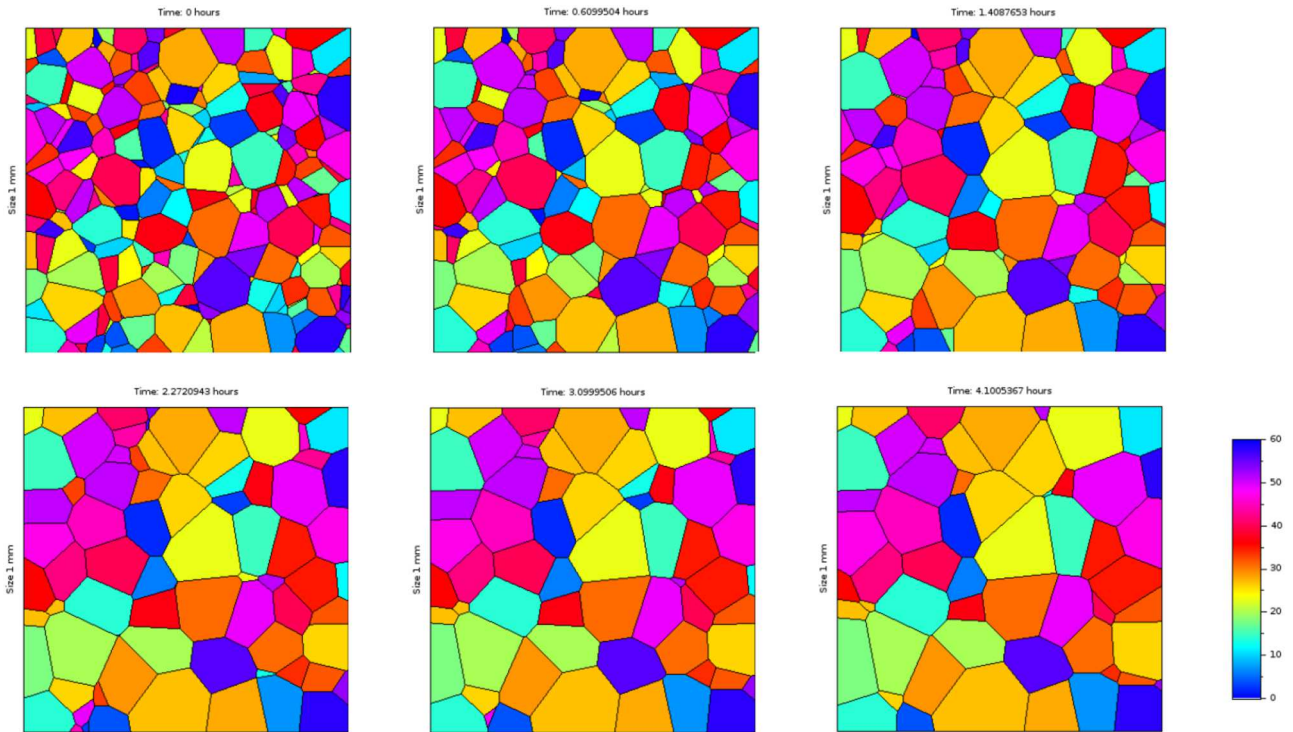 Time: 0 hours
Time: 0.6099504 hours
Time: 1.4087653 hours
Size 1 mm
Size 1 mm
Size 1 mm
Time: 2.2720943 hours
Time: 3.0999506 hours
Time: 4.1005367 hours
Size 1 mm
Size 1 mm
Size 1 mm
60
50
40
30
20
10
0